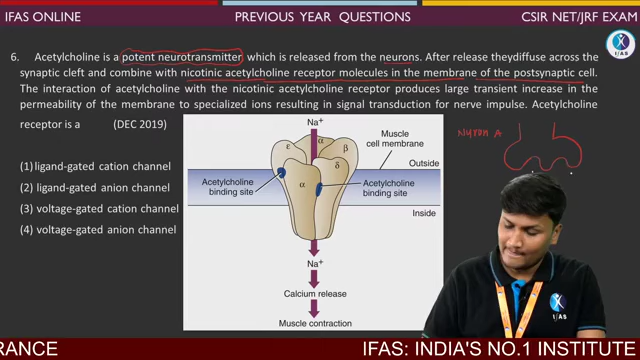 IFAS ONLINE PREVIOUS YEAR QUESTIONS CSIR NET/JRF EXAM
6. Acetylcholine is a potent neurotransmitter which is released from the neurons. After release theydiffuse across the
synaptic cleft and combine with nicotinic acetylcholine receptor molecules in the membrane of the postsynaptic cell.
The interaction of acetylcholine with the nicotinic acetylcholine receptor produces large transient increase in the
permeability of the membrane to specialized ions resulting in signal transduction for nerve impulse. Acetylcholine
receptor is a (DEC 2019)
(1) ligand-gated cation channel
(2) ligand-gated anion channel
(3) voltage-gated cation channel
(4) voltage-gated anion channel
Na+
ε
α
β
Muscle
cell membrane
α
δ
Outside
Acetylcholine
binding site
Acetylcholine
binding site
Inside
Na+
Calcium release
Muscle contraction
Nyron A
iFAS
iFAS
RANCE IFAS: INDIA'S NO.1 INSTITUTE